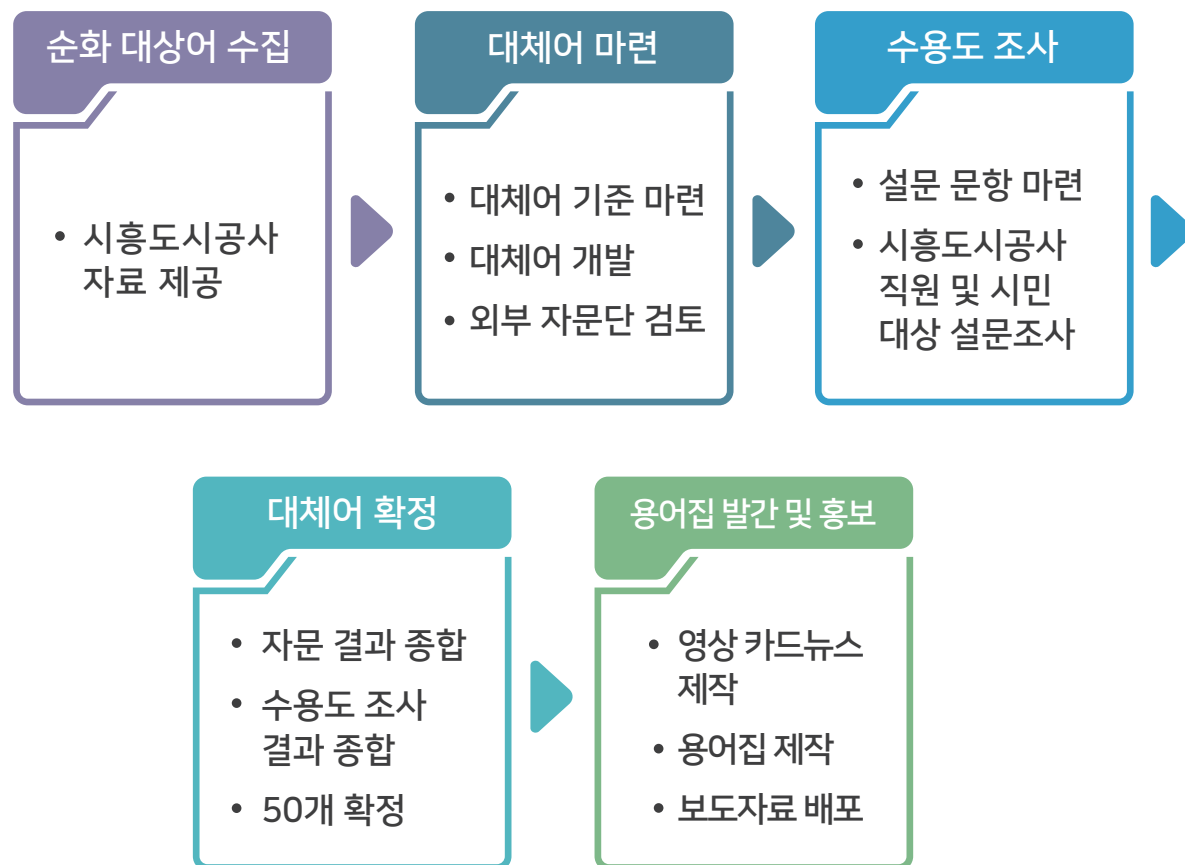 순화 대상어 수집
• 시흥도시공사
자료 제공
대체어 마련
• 대체어 기준 마련
• 대체어 개발
• 외부 자문단 검토
수용도 조사
• 설문 문항 마련
• 시흥도시공사
직원 및 시민
대상 설문조사
대체어 확정
• 자문 결과 종합
• 수용도 조사
결과 종합
• 50개 확정
용어집 발간 및 홍보
• 영상 카드뉴스
제작
• 용어집 제작
• 보도자료 배포